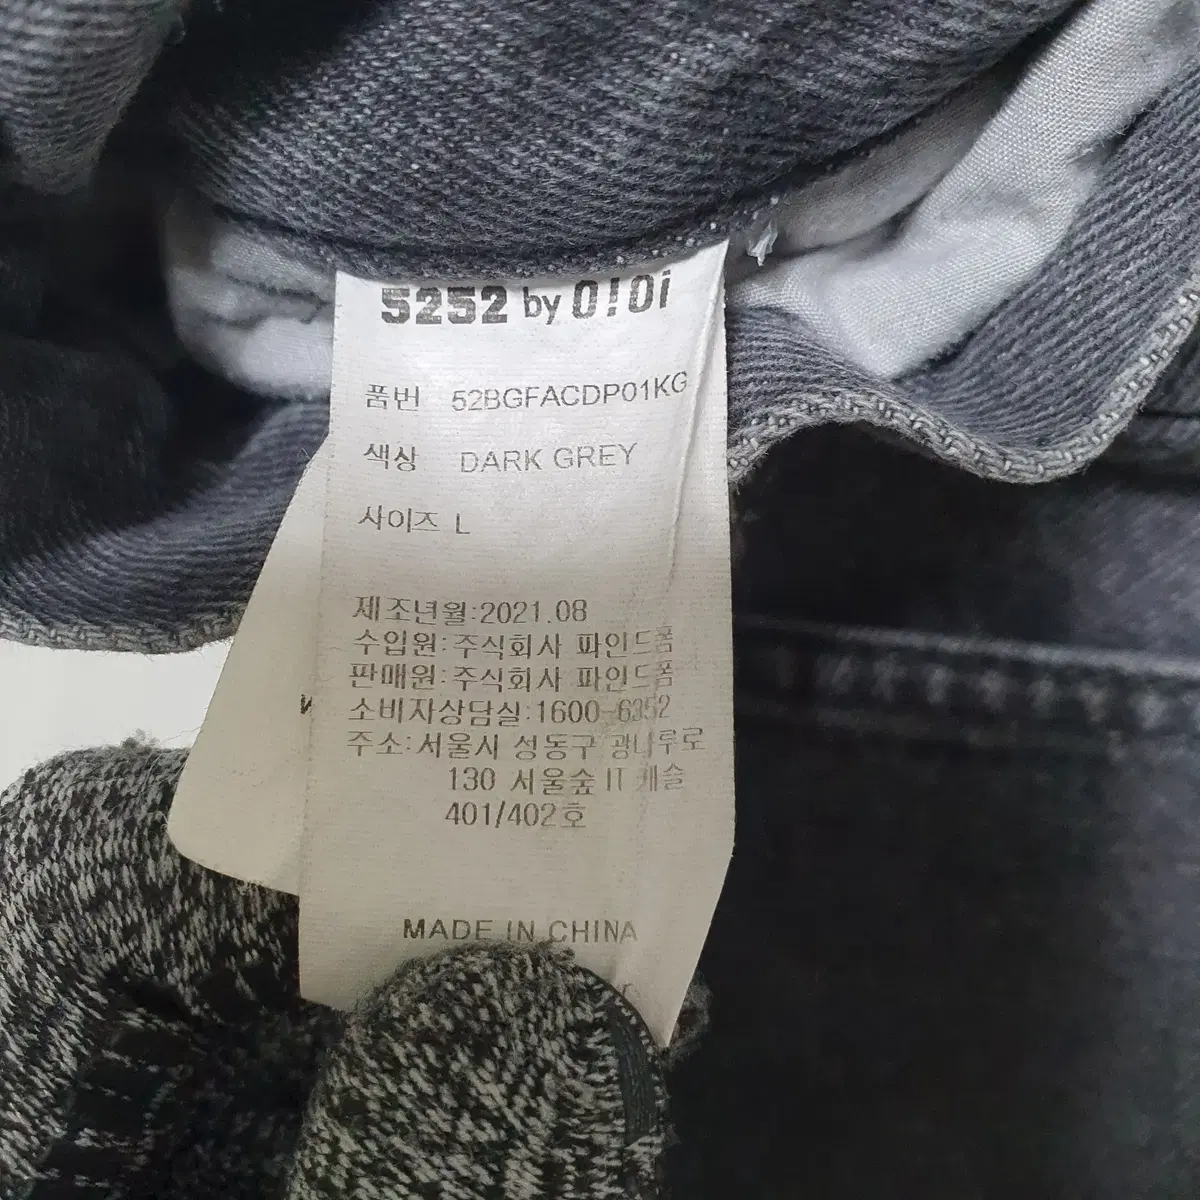 5252 by O!Oi
품번 52BGFACDP01KG
색상 DARK GREY
사이즈 L
제조년월:2021.08
수입원:주식회사 파인드폼
판매원:주식회사 파인드폼
소비자상담실:1600-6352
주소:서울시 성동구 광나루로
130 서울숲 IT 캐슬
401/402호
MADE IN CHINA